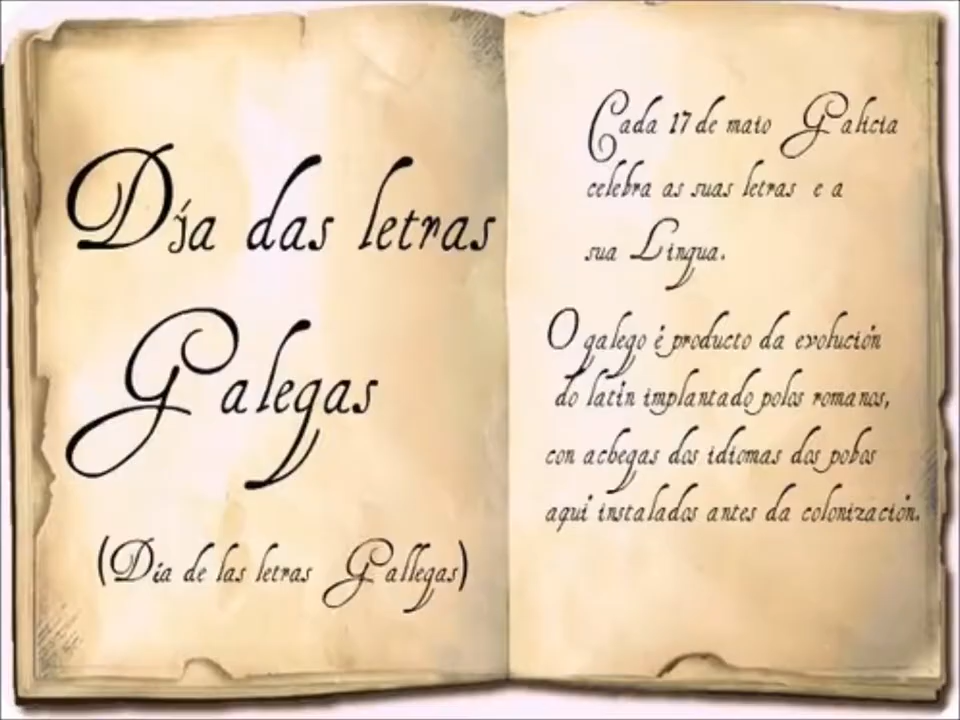 Día das letras
Galegas
(Dia de las letras Gallegas)
Cada 17 de maio Galicia
celebra as suas letras e a
sua Lingua.
O galego é producto da evolución
do latín implantado polos romanos,
con achegas dos idiomas dos pobos
aquí instalados antes da colonización.